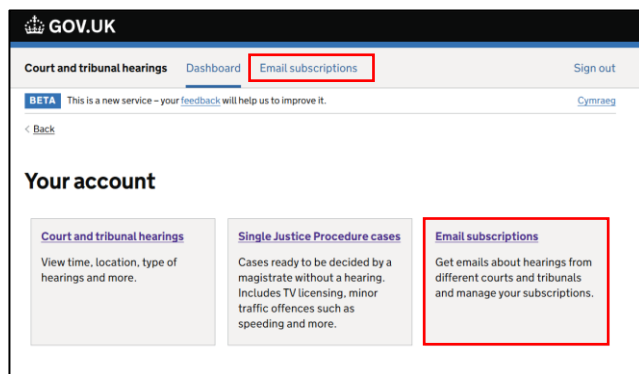 GOV.UK
Court and tribunal hearings Dashboard Email subscriptions Sign out
BETA This is a new service – your feedback will help us to improve it. Cymraeg
< Back
Your account
Court and tribunal hearings
View time, location, type of
hearings and more.
Single Justice Procedure cases
Cases ready to be decided by a
magistrate without a hearing.
Includes TV licensing, minor
traffic offences such as
speeding and more.
Email subscriptions
Get emails about hearings from
different courts and tribunals
and manage your subscriptions.